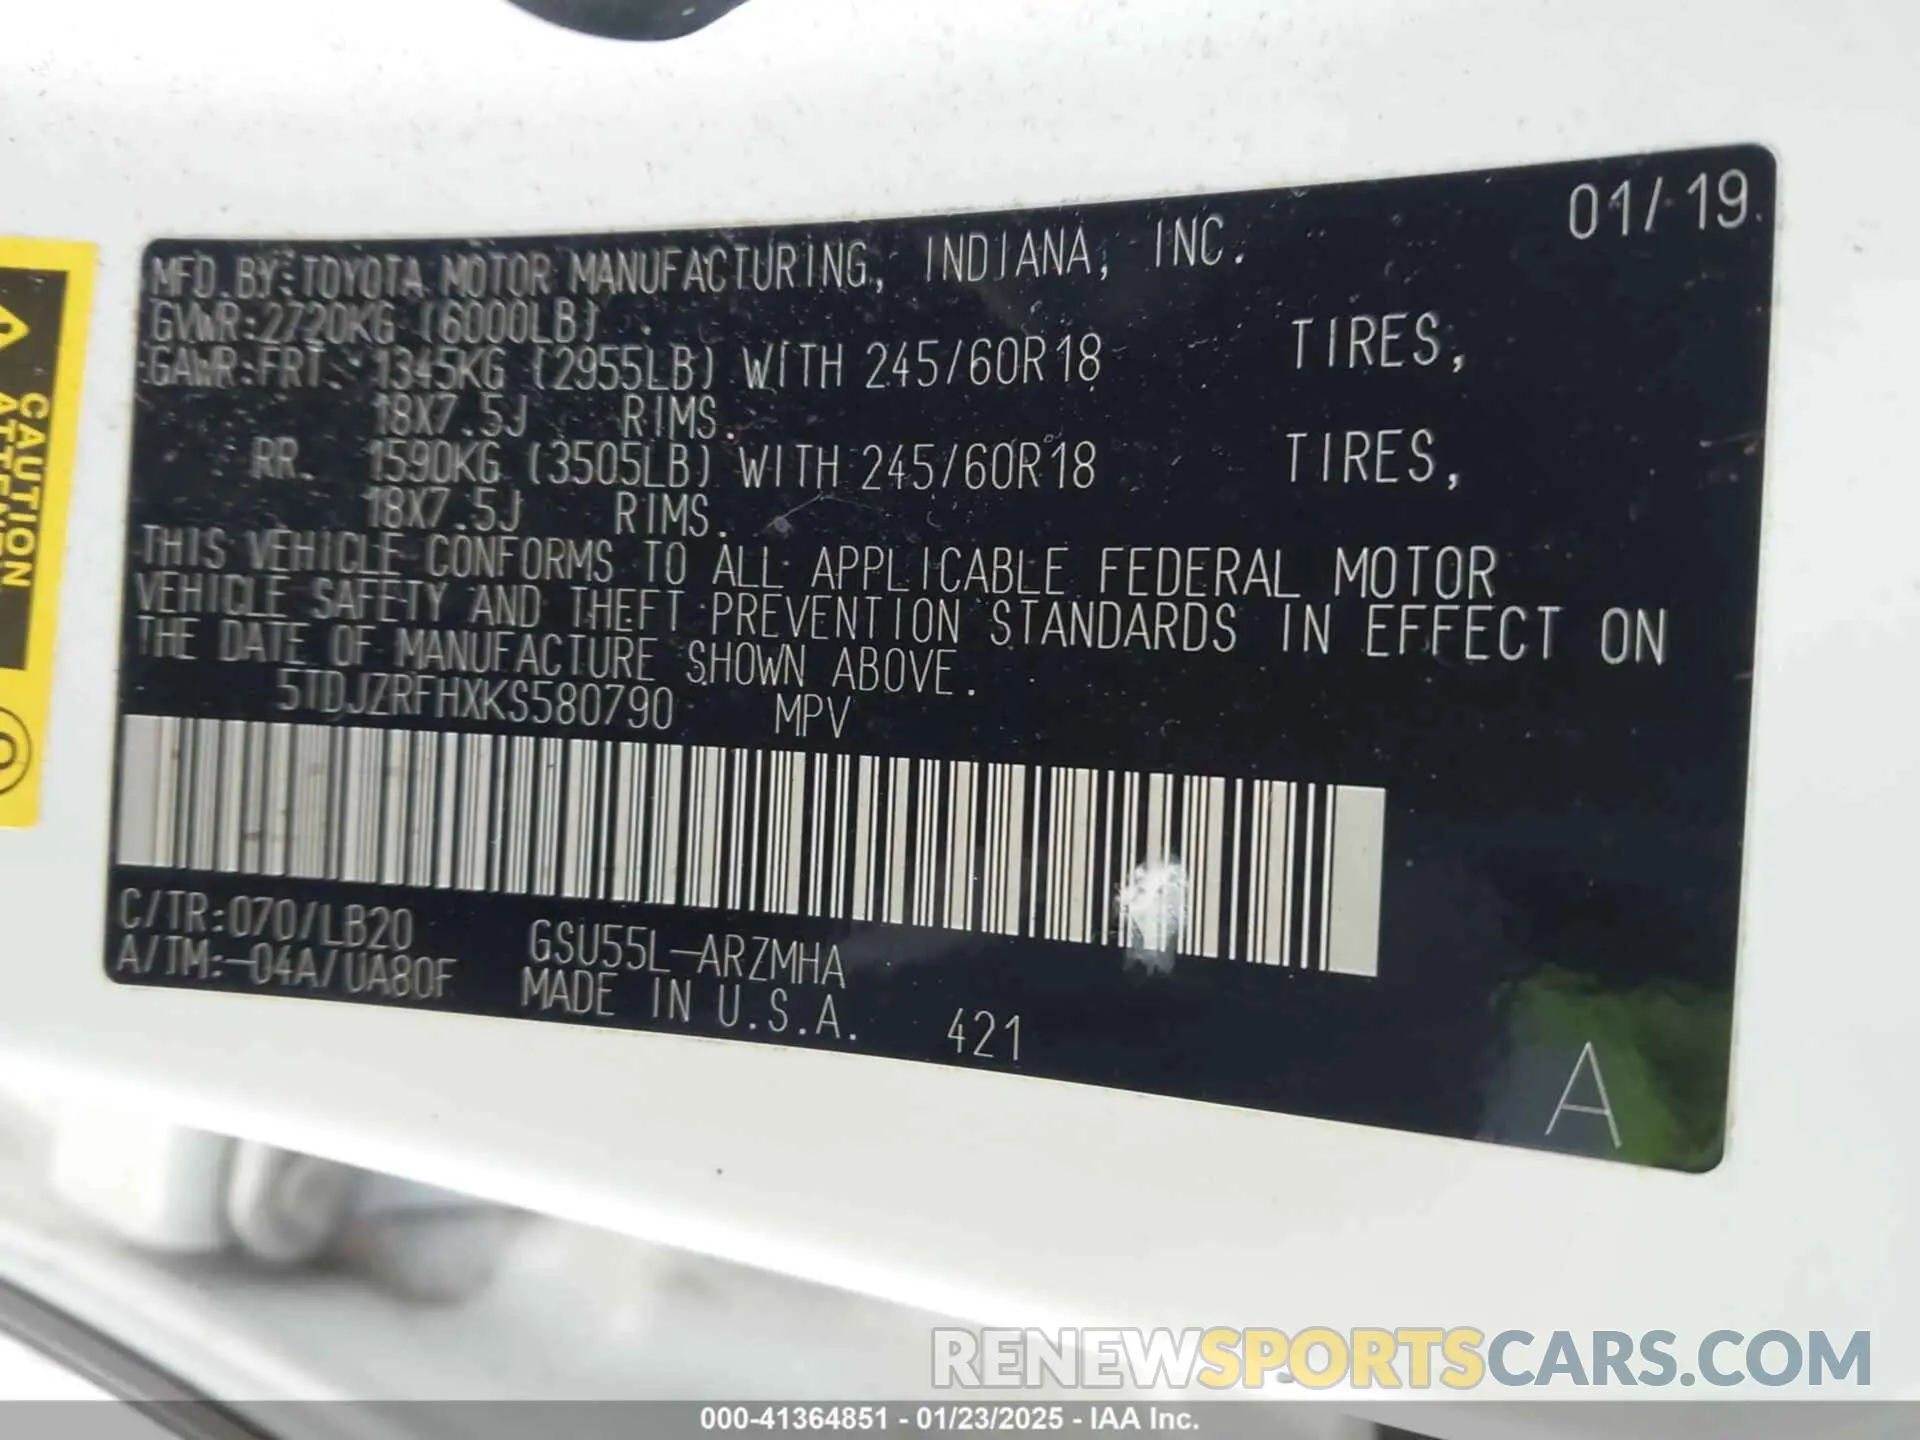 01/19
MFD. BY: TOYOTA MOTOR MANUFACTURING, INDIANA, INC.
GVWR: 2720KG (6000LB)
GAWR: FRT. 1345KG (2955LB) WITH 245/60R18 TIRES,
18X7.5J RIMS.
RR. 1590KG (3505LB) WITH 245/60R18 TIRES,
18X7.5J RIMS.
THIS VEHICLE CONFORMS TO ALL APPLICABLE FEDERAL MOTOR
VEHICLE SAFETY AND THEFT PREVENTION STANDARDS IN EFFECT ON
THE DATE OF MANUFACTURE SHOWN ABOVE.
5TDJZRFHXKS580790 MPV
C/TR: 070/LB20 GSU55L-ARZMHA
A/TM:-04A/UA80F MADE IN U.S.A. 421
A
CAUTION
RENEWSPORTSCARS.COM
000-41364851 - 01/23/2025 - IAA Inc.